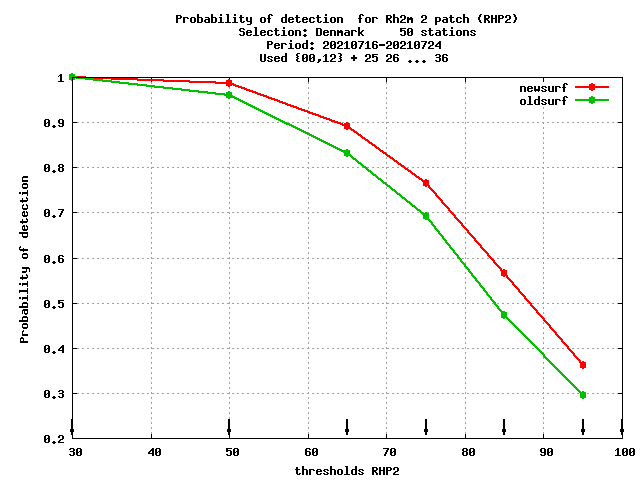 Probability of detection  for Rh2m 2 patch (RHP2)
Selection: Denmark     50 stations
Period: 20210716-20210724
Used {00,12} + 25 26 ... 36
newsurf
oldsurf
Probability of detection
1
0.9
0.8
0.7
0.6
0.5
0.4
0.3
0.2
30 40 50 60 70 80 90 100
thresholds RHP2